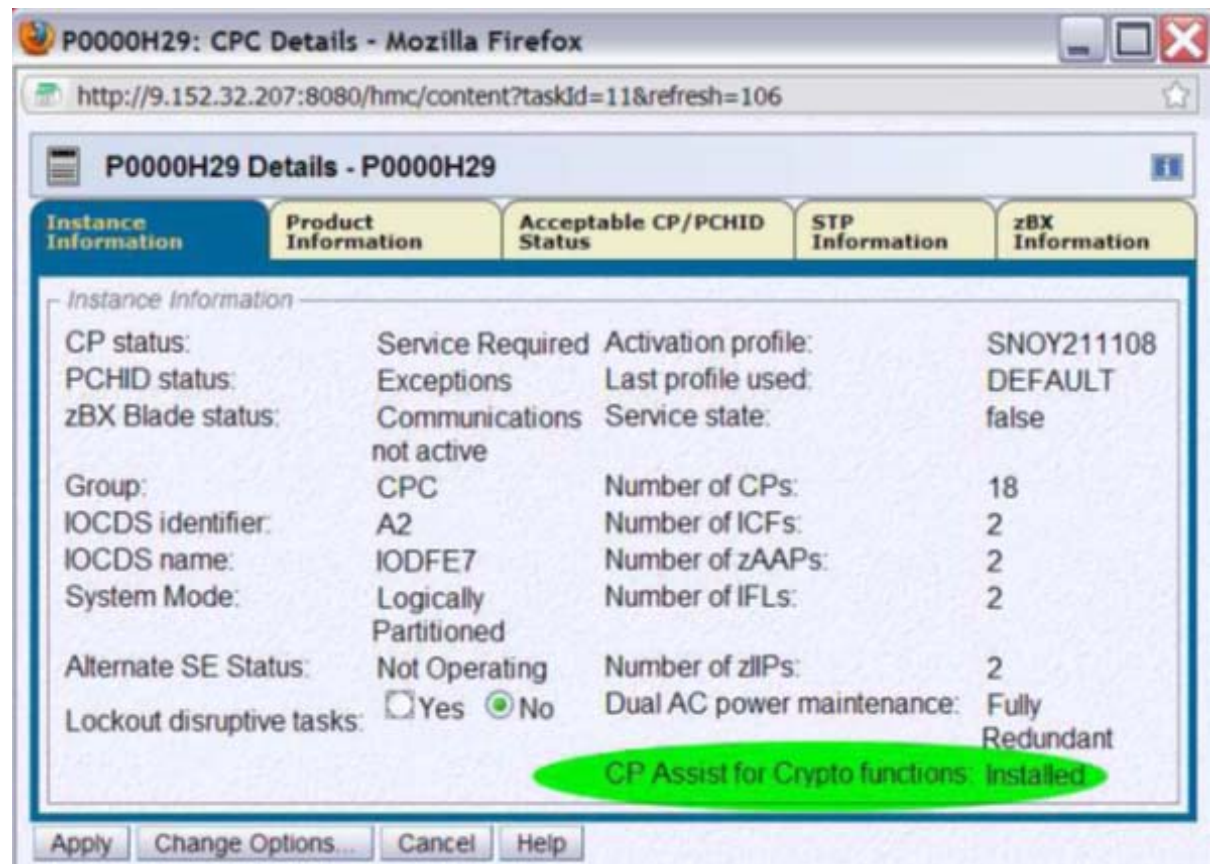 P0000H29: CPC Details - Mozilla Firefox
http://9.152.32.207:8080/hmc/content?taskId=11&refresh=106
P0000H29 Details - P0000H29
Instance Information
Product Information
Acceptable CP/PCHID Status
STP Information
zBX Information
Instance Information
CP status: Service Required Activation profile: SNOY211108
PCHID status: Exceptions Last profile used: DEFAULT
zBX Blade status: Communications Service state: false
not active
Group: CPC Number of CPs: 18
IOCDS identifier: A2 Number of ICFs: 2
IOCDS name: IODFE7 Number of zAAPs: 2
System Mode: Logically Number of IFLs: 2
Partitioned
Alternate SE Status: Not Operating Number of zIIPs: 2
Lockout disruptive tasks: Yes No Dual AC power maintenance: Fully
Redundant
CP Assist for Crypto functions: Installed
Apply Change Options... Cancel Help